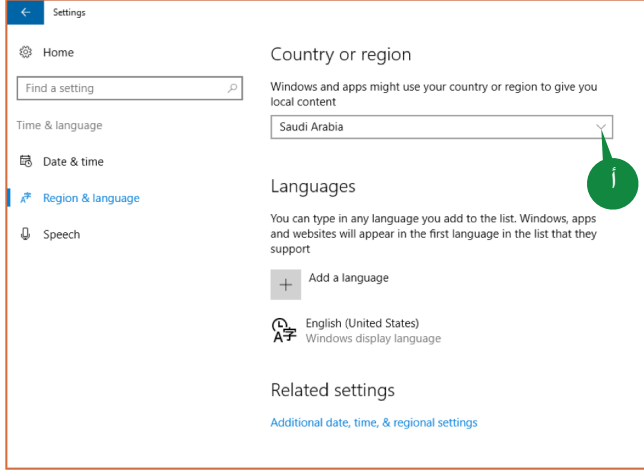 Settings
Home
Find a setting
Time & language
Date & time
Region & language
Speech
Country or region
Windows and apps might use your country or region to give you
local content
Saudi Arabia
أ
Languages
You can type in any language you add to the list. Windows, apps
and websites will appear in the first language in the list that they
support
Add a language
English (United States)
Windows display language
Related settings
Additional date, time, & regional settings